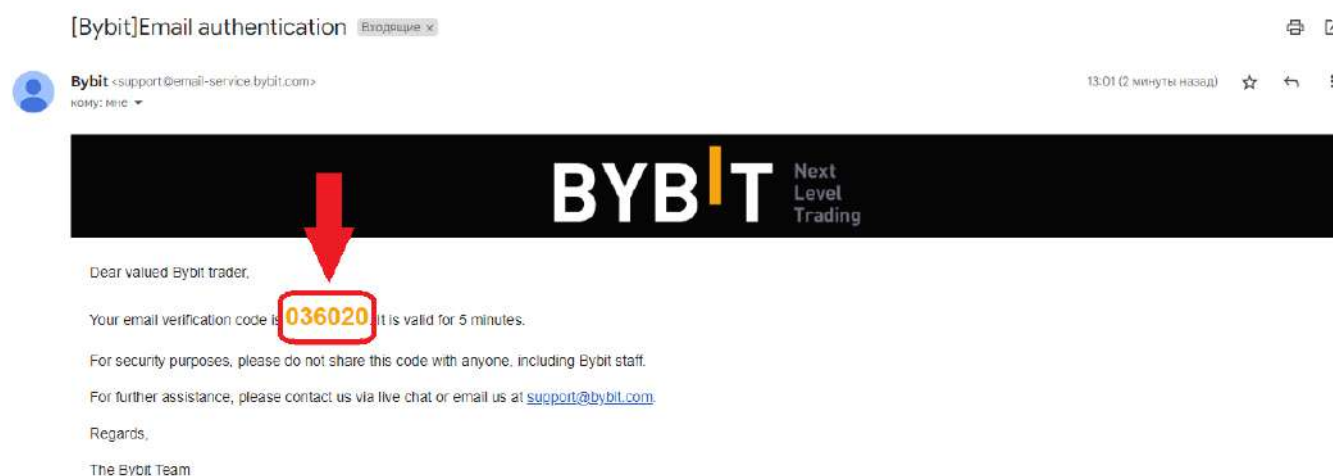 [Bybit]Email authentication Входящие x
Bybit <support@email-service.bybit.com> 13:01 (2 минуты назад)
кому: мне
BYBIT Next
Level
Trading
Dear valued Bybit trader,
Your email verification code is 036020. It is valid for 5 minutes.
For security purposes, please do not share this code with anyone, including Bybit staff.
For further assistance, please contact us via live chat or email us at support@bybit.com.
Regards,
The Bybit Team